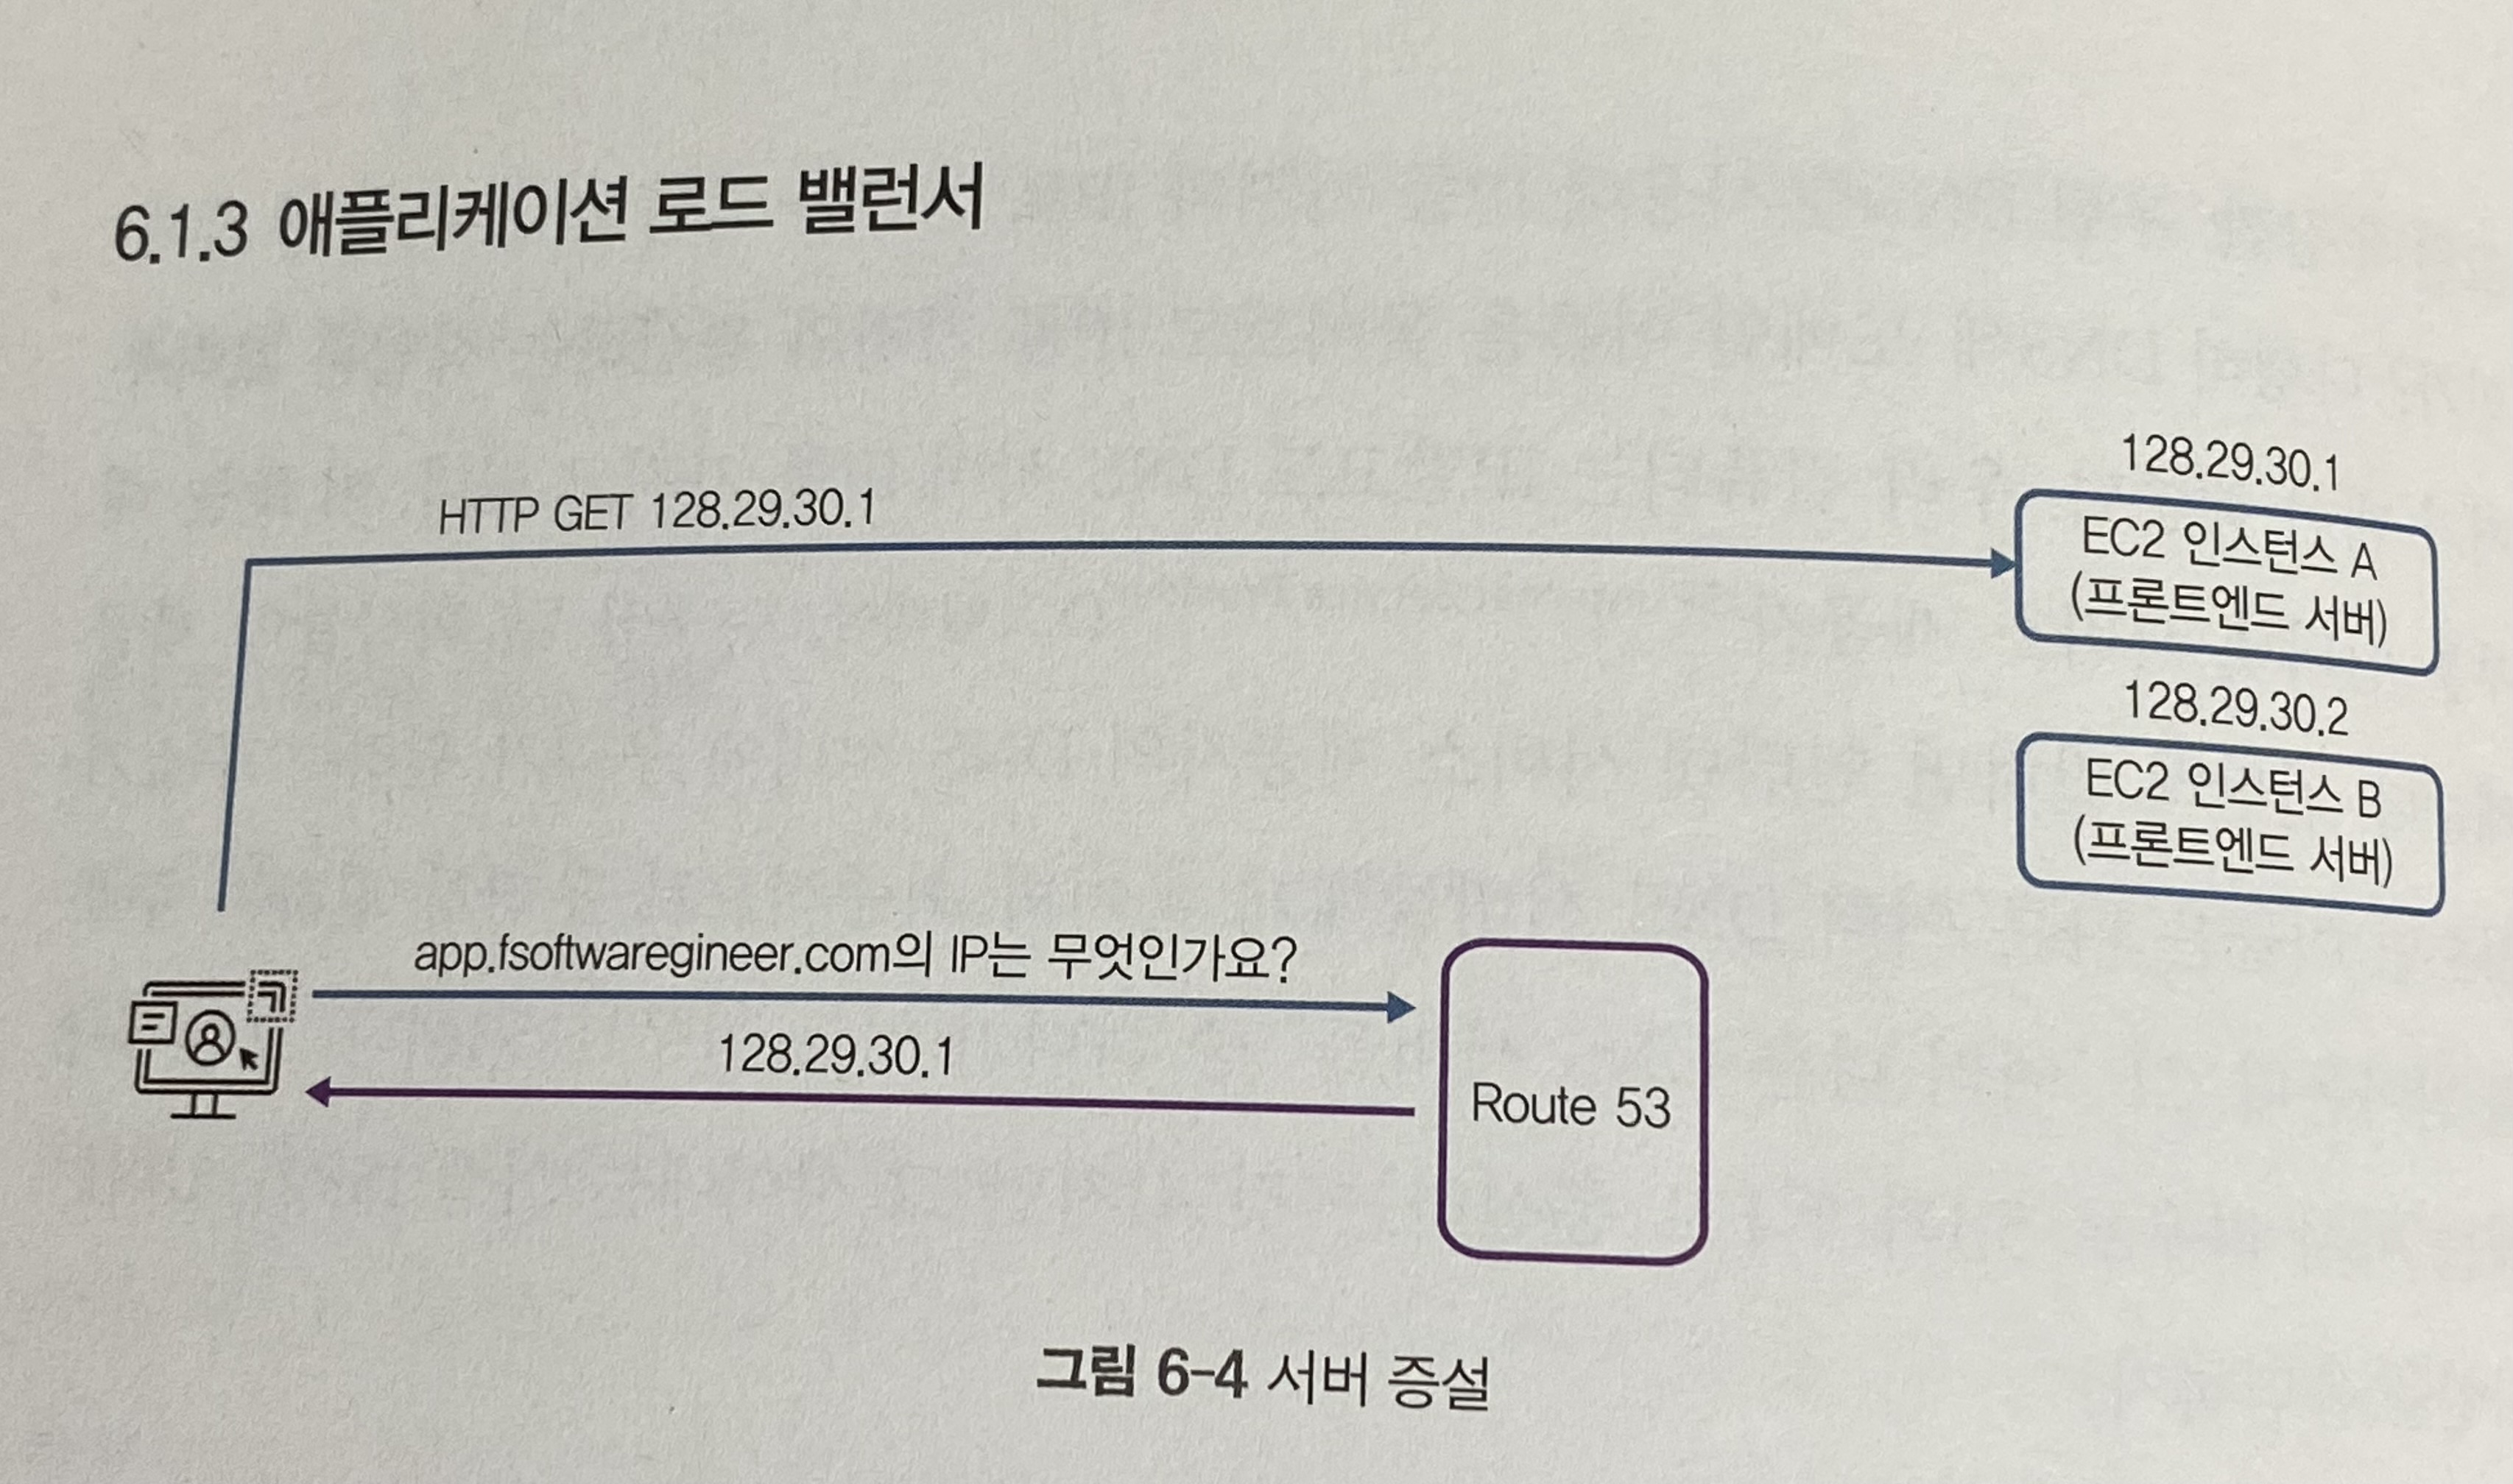 6.1.3 애플리케이션 로드 밸런서
HTTP GET 128.29.30.1
128.29.30.1
EC2 인스턴스 A
(프론트엔드 서버)
128.29.30.2
EC2 인스턴스 B
(프론트엔드 서버)
app.fsoftwaregineer.com의 IP는 무엇인가요?
128.29.30.1
Route 53
그림 6-4 서버 증설